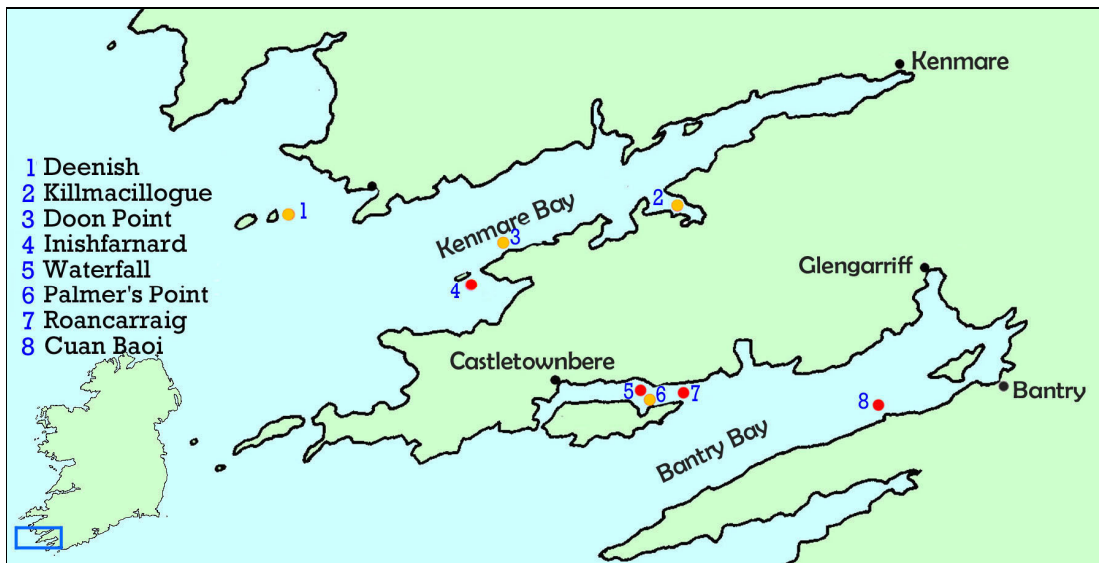 Kenmare
1 Deenish
2 Killmacillogue
3 Doon Point
4 Inishfarnard
5 Waterfall
6 Palmer's Point
7 Roancarraig
8 Cuan Baoi
1
2
Kenmare Bay
3
4
Glengarriff
Castletownbere
5
6
7
8
Bantry
Bantry Bay